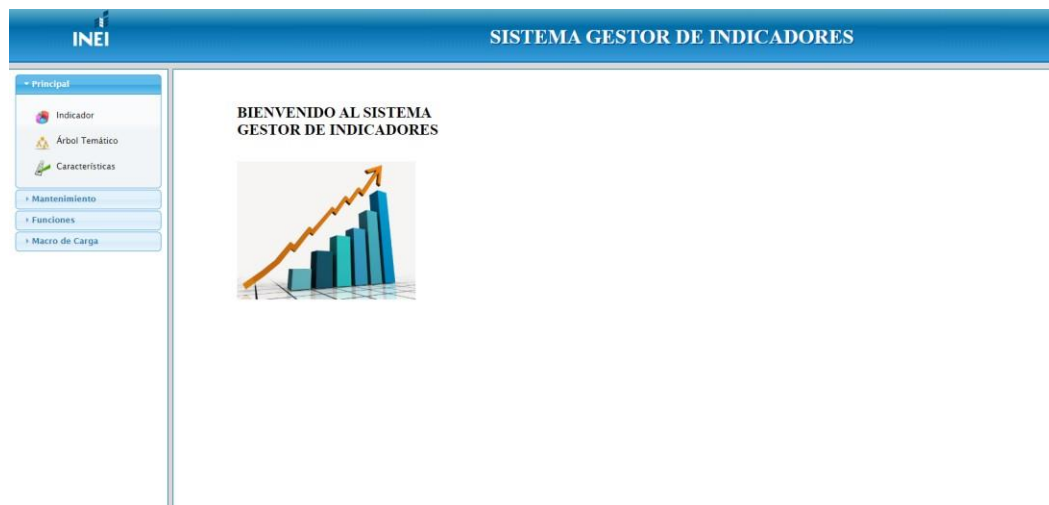 INEI
SISTEMA GESTOR DE INDICADORES
Principal
Indicador
Árbol Temático
Características
Mantenimiento
Funciones
Macro de Carga
BIENVENIDO AL SISTEMA
GESTOR DE INDICADORES